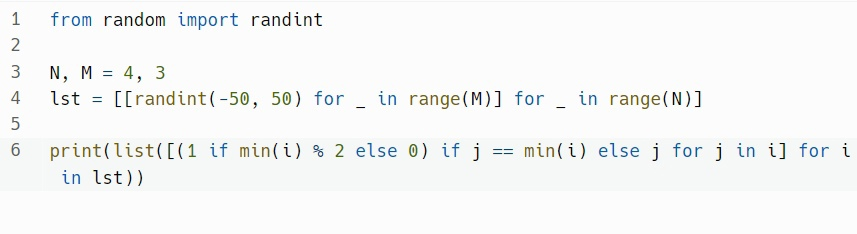 1 from random import randint
2
3 N, M = 4, 3
4 lst = [[randint(-50, 50) for _ in range(M)] for _ in range(N)]
5
6 print(list([(1 if min(i) % 2 else 0) if j == min(i) else j for j in i] for i
in lst))